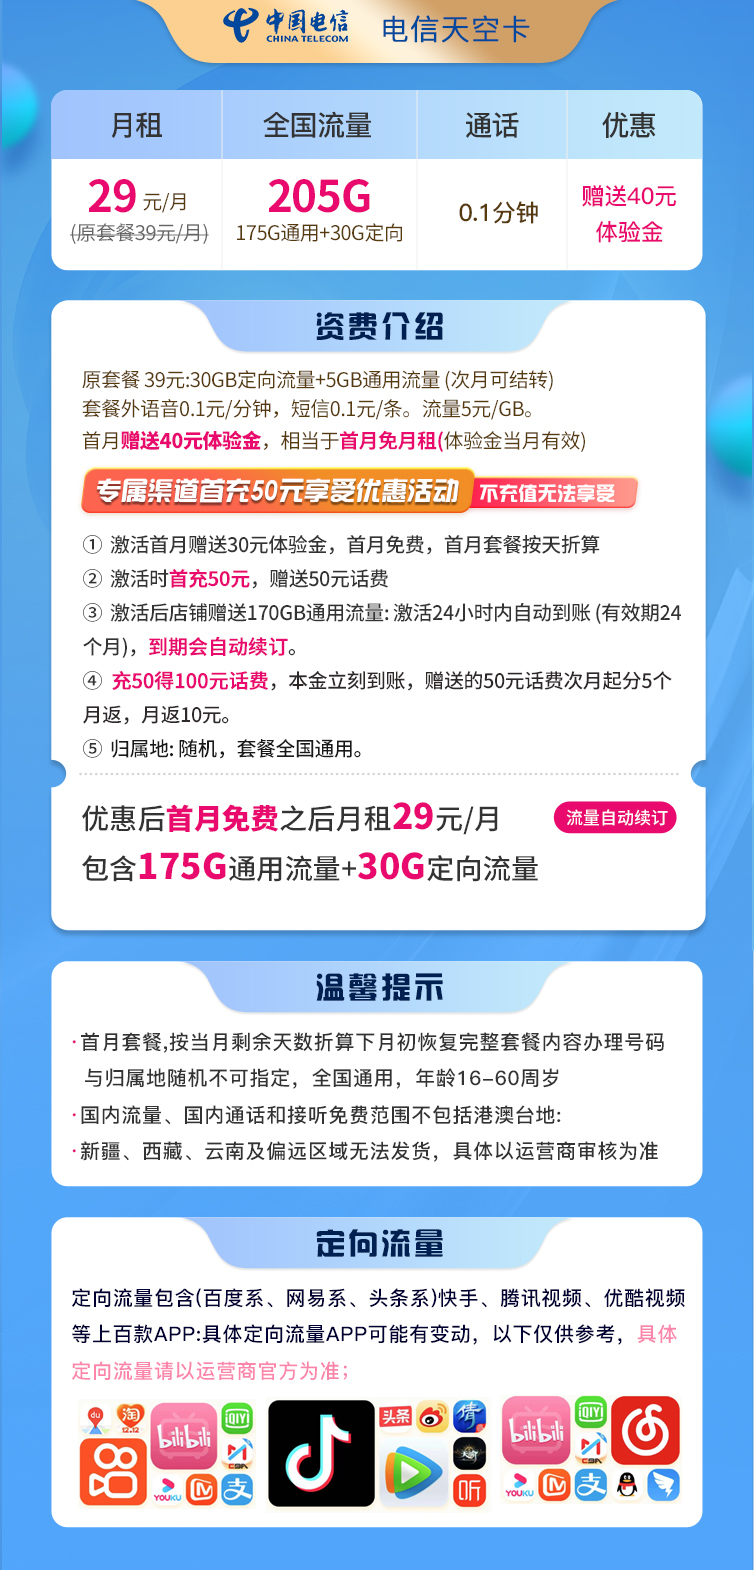 中国电信
CHINA TELECOM
电信天空卡
月租 全国流量 通话 优惠
29 元/月 205G 0.1分钟 赠送40元
(原套餐39元/月) 175G通用+30G定向 体验金
资费介绍
原套餐 39元:30GB定向流量+5GB通用流量 (次月可结转)
套餐外语音0.1元/分钟，短信0.1元/条。流量5元/GB。
首月赠送40元体验金，相当于首月免月租(体验金当月有效)
专属渠道首充50元享受优惠活动 不充值无法享受
① 激活首月赠送30元体验金，首月免费，首月套餐按天折算
② 激活时首充50元，赠送50元话费
③ 激活后店铺赠送170GB通用流量: 激活24小时内自动到账 (有效期24
个月)，到期会自动续订。
④ 充50得100元话费，本金立刻到账，赠送的50元话费次月起分5个
月返，月返10元。
⑤ 归属地: 随机，套餐全国通用。
优惠后首月免费之后月租29元/月 流量自动续订
包含175G通用流量+30G定向流量
温馨提示
·首月套餐,按当月剩余天数折算下月初恢复完整套餐内容办理号码
与归属地随机不可指定，全国通用，年龄16-60周岁
·国内流量、国内通话和接听免费范围不包括港澳台地:
·新疆、西藏、云南及偏远区域无法发货，具体以运营商审核为准
定向流量
定向流量包含(百度系、网易系、头条系)快手、腾讯视频、优酷视频
等上百款APP:具体定向流量APP可能有变动，以下仅供参考，具体
定向流量请以运营商官方为准；
du 淘 12.12 bilibili iQIYI YOUKU 支
头条 倩 听
bilibili iQIYI YOUKU 支